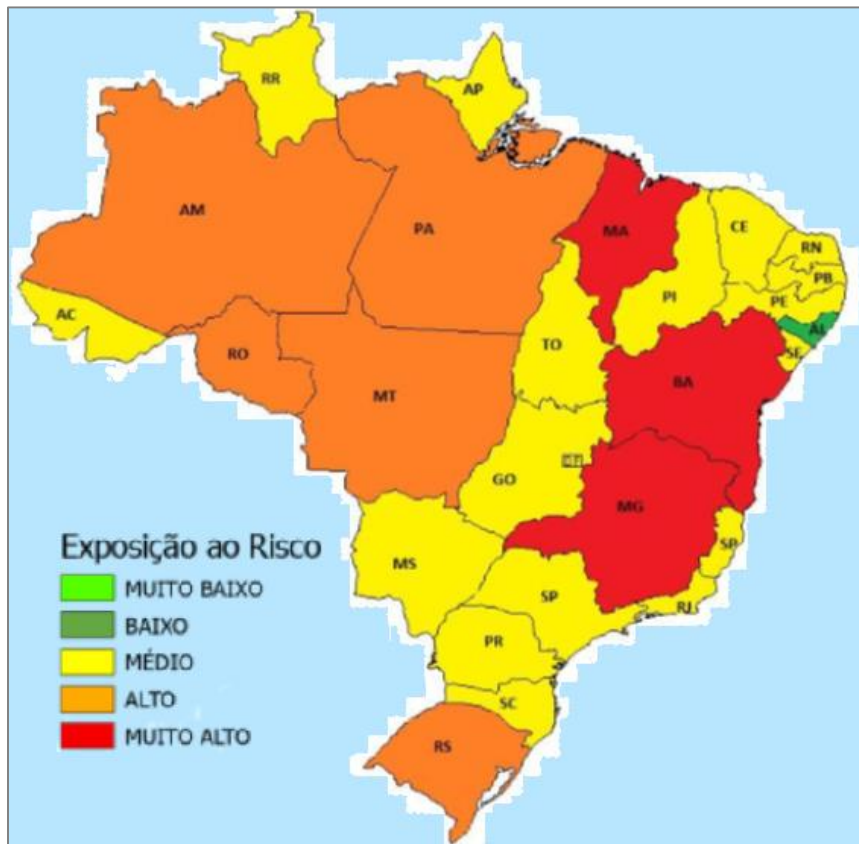 RR
AP
AM
PA
MA
CE
RN
PB
PE
AL
SE
PI
AC
TO
RO
MT
BA
DF
GO
MG
MS
SP
SP
RJ
PR
SC
RS
Exposição ao Risco
MUITO BAIXO
BAIXO
MÉDIO
ALTO
MUITO ALTO